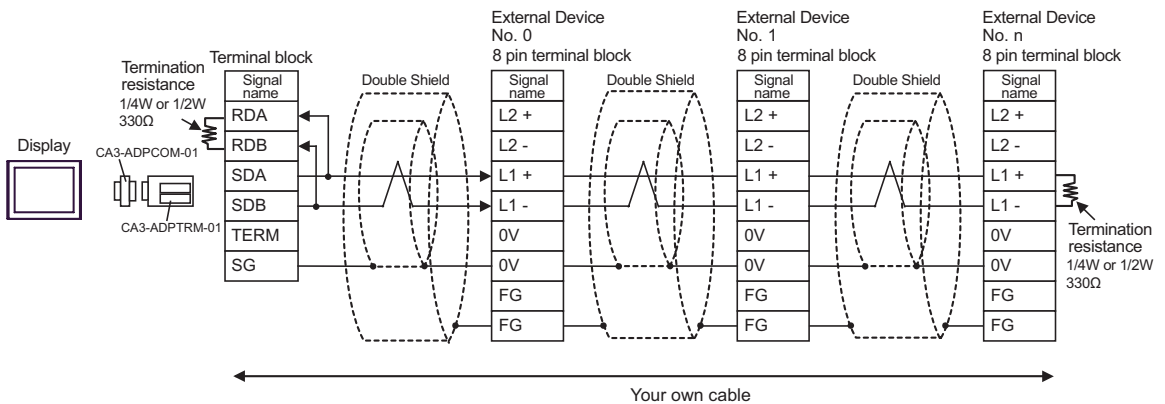 Display
CA3-ADPCOM-01
CA3-ADPTRM-01
Termination
resistance
1/4W or 1/2W
330Ω
Terminal block
Signal
name
RDA
RDB
SDA
SDB
TERM
SG
Double Shield
External Device
No. 0
8 pin terminal block
Signal
name
L2 +
L2 -
L1 +
L1 -
0V
0V
FG
FG
Double Shield
External Device
No. 1
8 pin terminal block
Signal
name
L2 +
L2 -
L1 +
L1 -
0V
0V
FG
FG
Double Shield
External Device
No. n
8 pin terminal block
Signal
name
L2 +
L2 -
L1 +
L1 -
0V
0V
FG
FG
Termination
resistance
1/4W or 1/2W
330Ω
Your own cable